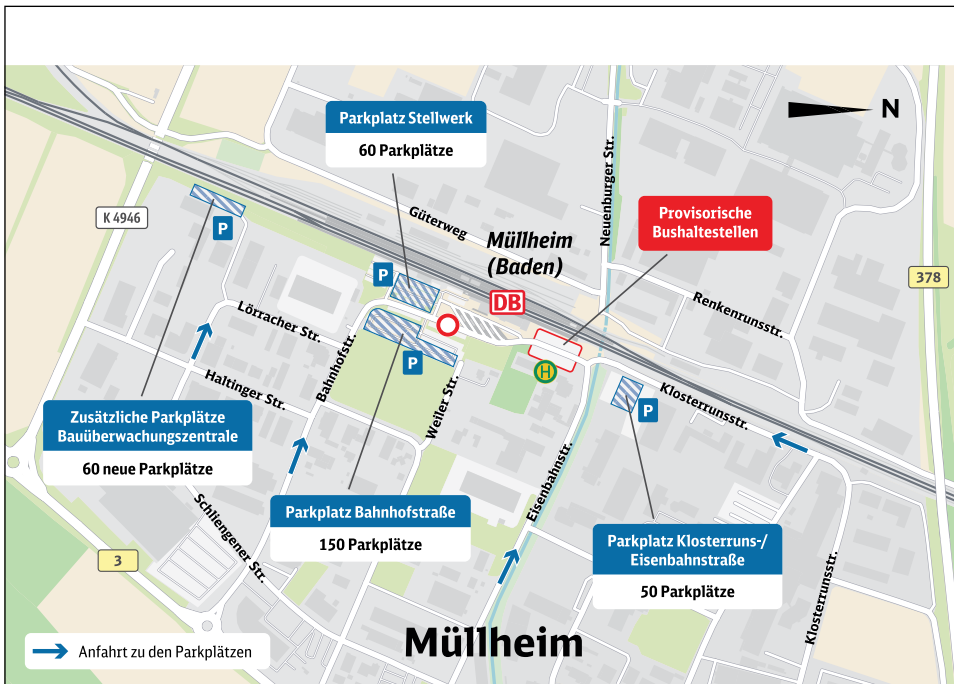 Parkplatz Stellwerk
60 Parkplätze
N
K 4946
P
Güterweg
Neuenburger Str.
Provisorische
Bushaltestellen
Müllheim
(Baden)
378
P
DB
Renkenrunsstr.
Lörracher Str.
Bahnhofstr.
P
H
Haltinger Str.
Weiler Str.
P
Klosterrunsstr.
Zusätzliche Parkplätze
Bauüberwachungszentrale
60 neue Parkplätze
Schliengener Str.
Parkplatz Bahnhofstraße
150 Parkplätze
Eisenbahnstr.
Parkplatz Klosterruns-/
Eisenbahnstraße
50 Parkplätze
3
Klosterrunsstr.
Müllheim
Anfahrt zu den Parkplätzen